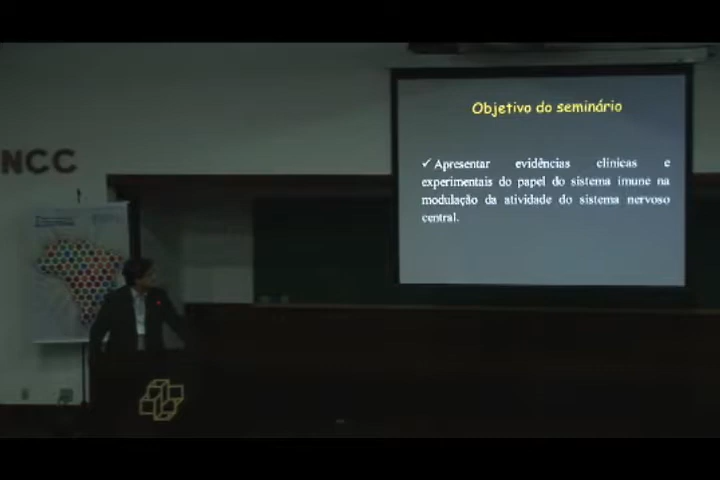 Objetivo do seminário
✓ Apresentar evidências clínicas e
experimentais do papel do sistema imune na
modulação da atividade do sistema nervoso
central.
NCC